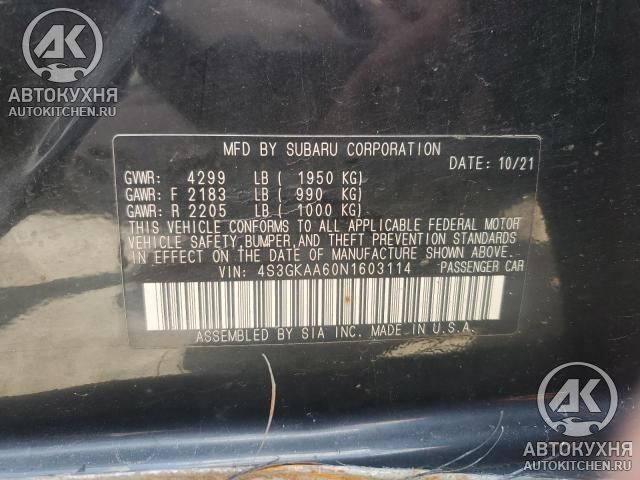 АК
АВТОКУХНЯ
AUTOKITCHEN.RU
MFD BY SUBARU CORPORATION
DATE: 10/21
GVWR: 4299 LB ( 1950 KG)
GAWR: F 2183 LB ( 990 KG)
GAWR: R 2205 LB ( 1000 KG)
THIS VEHICLE CONFORMS TO ALL APPLICABLE FEDERAL MOTOR
VEHICLE SAFETY, BUMPER, AND THEFT PREVENTION STANDARDS
IN EFFECT ON THE DATE OF MANUFACTURE SHOWN ABOVE.
VIN: 4S3GKAA60N1603114 PASSENGER CAR
ASSEMBLED BY SIA INC. MADE IN U.S.A.
АК
АВТОКУХНЯ
AUTOKITCHEN.RU